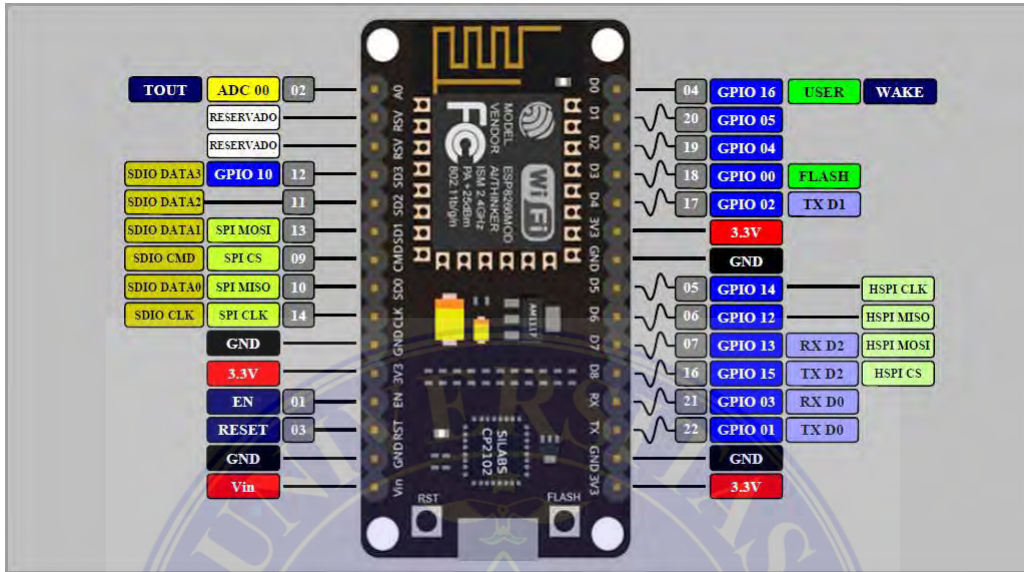 TOUT ADC 00 02
RESERVADO
RESERVADO
SDIO DATA3 GPIO 10 12
SDIO DATA2 11
SDIO DATA1 SPI MOSI 13
SDIO CMD SPI CS 09
SDIO DATA0 SPI MISO 10
SDIO CLK SPI CLK 14
GND
3.3V
EN 01
RESET 03
GND
Vin
A0
RSV
RSV
SD3
SD2
SD1
CMD
SD0
CLK
GND
3V3
EN
RST
GND
Vin
MODEL
VENDOR
ESP8266MOD
AI/THINKER
ISM 2.4GHz
PA +25dBm
802.11b/g/n
FC
WiFi
AM1117
SILABS
CP2102
RST
FLASH
D0
D1
D2
D3
D4
3V3
GND
D5
D6
D7
D8
RX
TX
GND
3V3
04 GPIO 16 USER WAKE
20 GPIO 05
19 GPIO 04
18 GPIO 00 FLASH
17 GPIO 02 TX D1
3.3V
GND
05 GPIO 14 HSPI CLK
06 GPIO 12 HSPI MISO
07 GPIO 13 RX D2 HSPI MOSI
16 GPIO 15 TX D2 HSPI CS
21 GPIO 03 RX D0
22 GPIO 01 TX D0
GND
3.3V
UNIVERSITAS